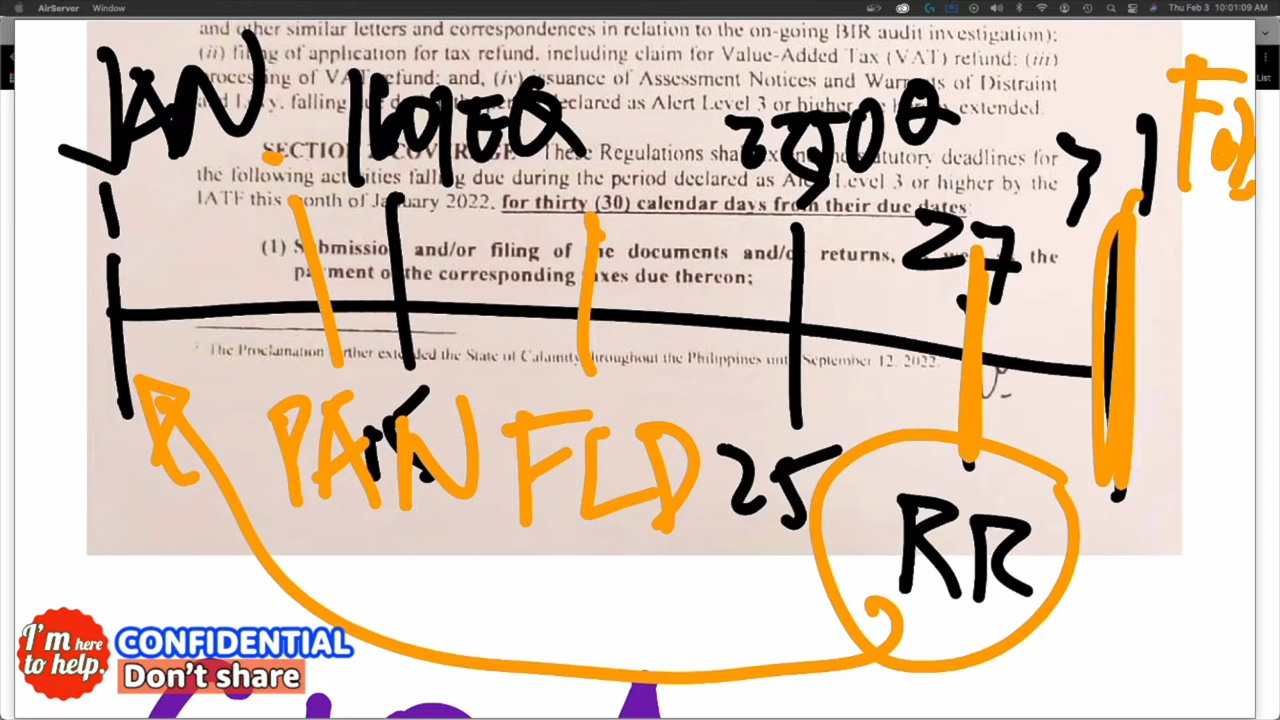 AirServer Window Thu Feb 3 10:01:09 AM
and other similar letters and correspondences in relation to the on-going BIR audit investigation);
(ii) filing of application for tax refund, including claim for Value-Added Tax (VAT) refund; (iii)
processing of VAT refund; and, (iv) issuance of Assessment Notices and Warrants of Distraint
and Levy, falling due declared as Alert Level 3 or higher extended.
List
JAN
1601EQ
2550Q
31
SECTION COVERAGE These Regulations shall extend the statutory deadlines for
the following activities falling due during the period declared as Alert Level 3 or higher by the
IATF this month of January 2022, for thirty (30) calendar days from their due dates:
27
(1) Submission and/or filing of the documents and/or returns, as well as the
payment of the corresponding taxes due thereon;
The Proclamation further extended the State of Calamity throughout the Philippines until September 12, 2022.
PAN 15 FLD 25
RR
I'm here to help.
CONFIDENTIAL
Don't share